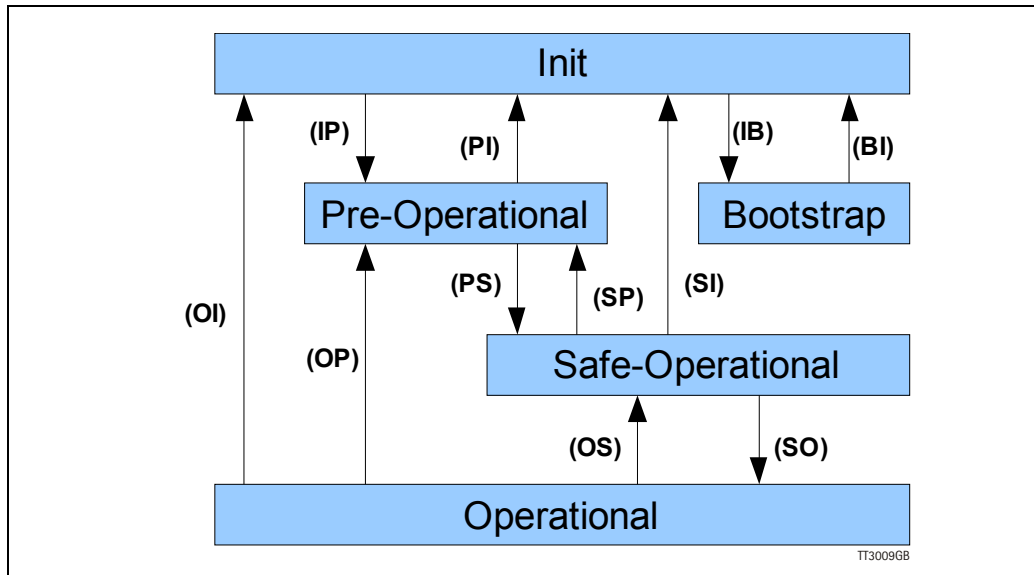 Init
(IP)
(PI)
(IB)
(BI)
Pre-Operational
Bootstrap
(OI)
(PS)
(SP)
(SI)
(OP)
Safe-Operational
(OS)
(SO)
Operational
TT3009GB